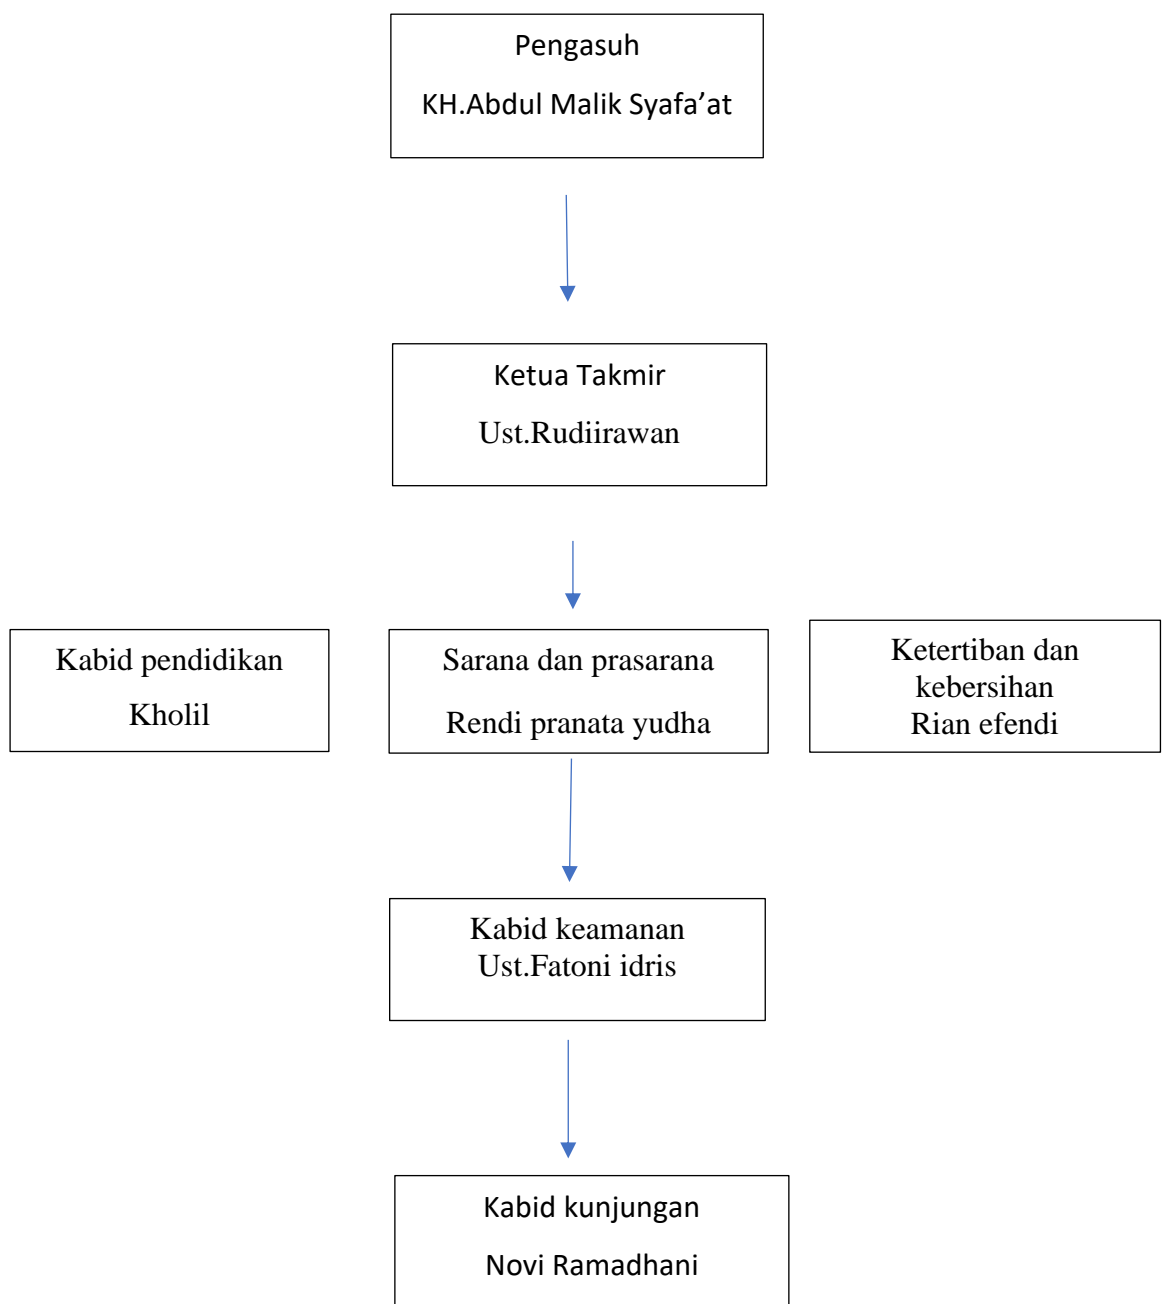 Pengasuh
KH.Abdul Malik Syafa’at
Ketua Takmir
Ust.Rudiirawan
Kabid pendidikan
Kholil
Sarana dan prasarana
Rendi pranata yudha
Ketertiban dan
kebersihan
Rian efendi
Kabid keamanan
Ust.Fatoni idris
Kabid kunjungan
Novi Ramadhani